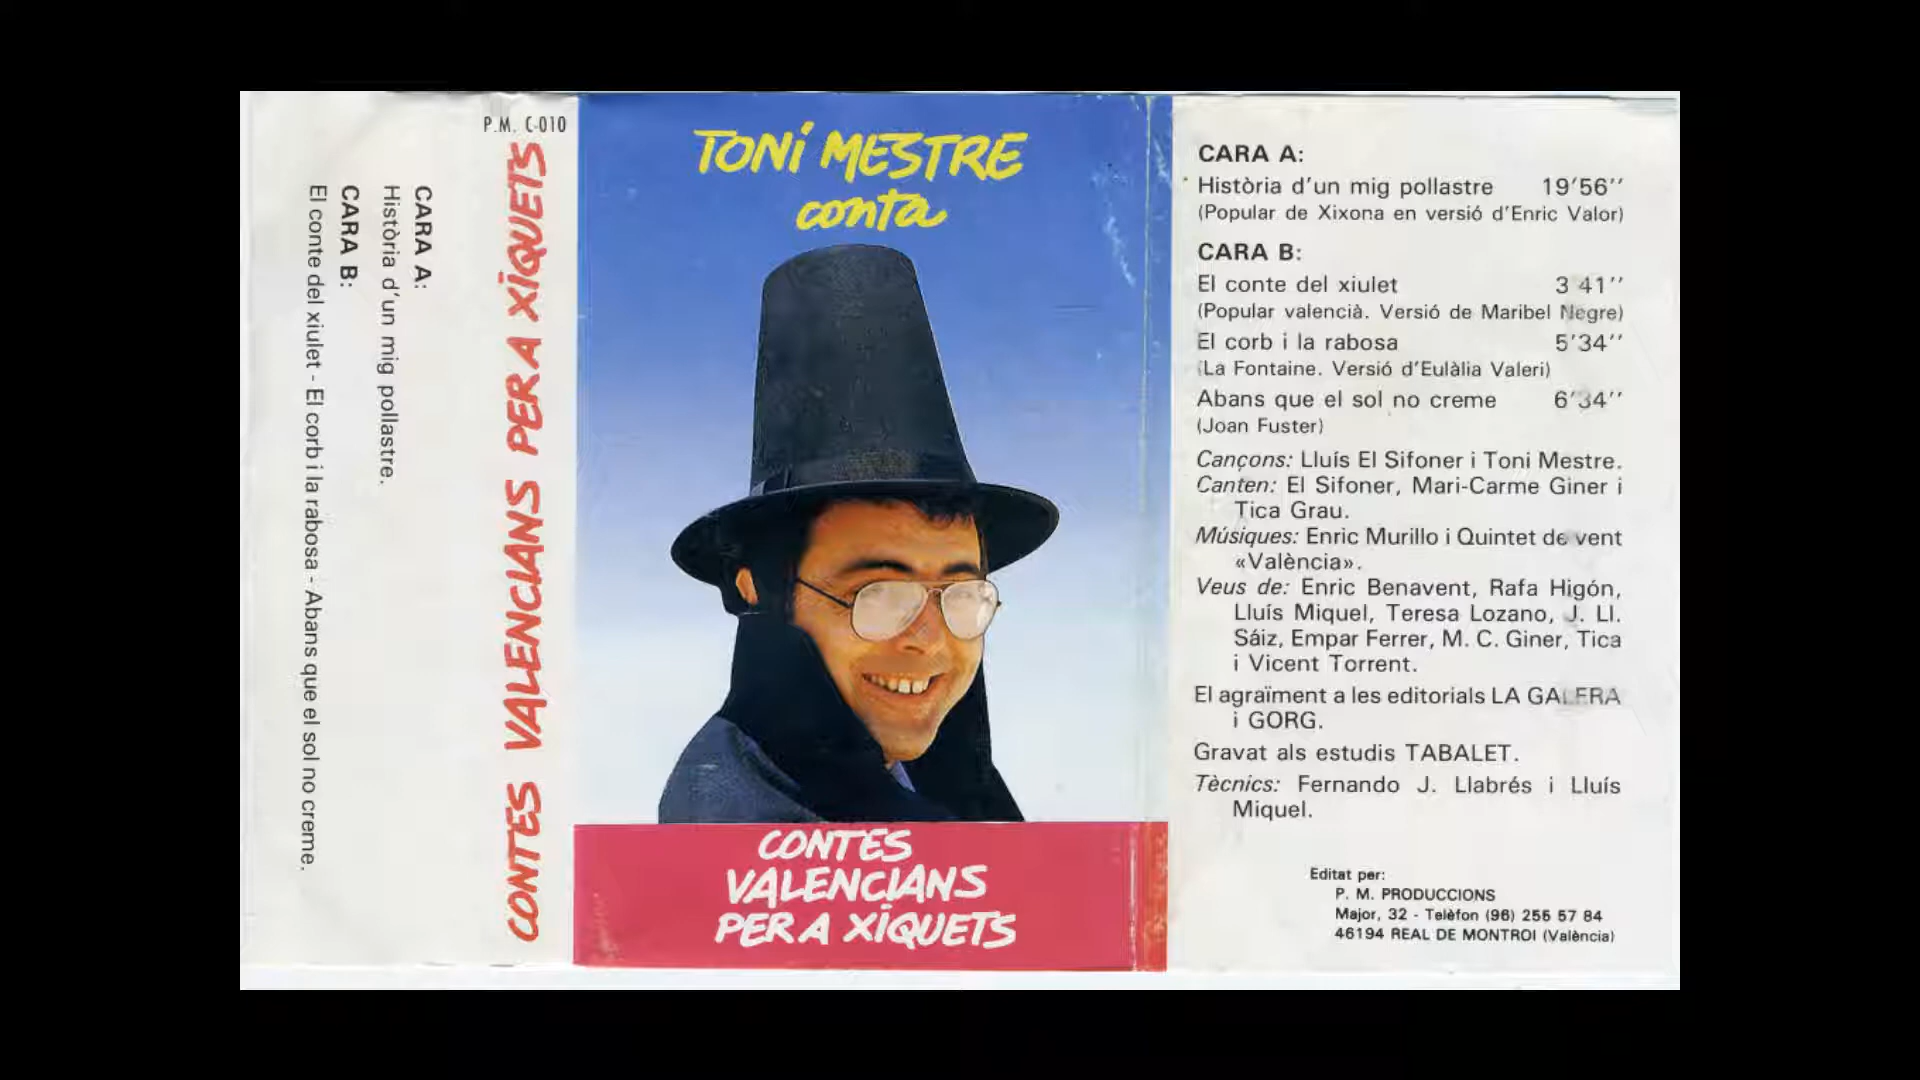 CARA A:
Història d'un mig pollastre.
CARA B:
El conte del xiulet - El corb i la rabosa - Abans que el sol no creme.
P.M. C-010
CONTES VALENCIANS PER A XIQUETS
TONI MESTRE
conta
CONTES
VALENCIANS
PER A XIQUETS
CARA A:
Història d'un mig pollastre 19'56''
(Popular de Xixona en versió d'Enric Valor)
CARA B:
El conte del xiulet 3'41''
(Popular valencià. Versió de Maribel Negre)
El corb i la rabosa 5'34''
(La Fontaine. Versió d'Eulàlia Valeri)
Abans que el sol no creme 6'34''
(Joan Fuster)
Cançons: Lluís El Sifoner i Toni Mestre.
Canten: El Sifoner, Mari-Carme Giner i
Tica Grau.
Músiques: Enric Murillo i Quintet de vent
«València».
Veus de: Enric Benavent, Rafa Higón,
Lluís Miquel, Teresa Lozano, J. Ll.
Sáiz, Empar Ferrer, M. C. Giner, Tica
i Vicent Torrent.
El agraïment a les editorials LA GALERA
i GORG.
Gravat als estudis TABALET.
Tècnics: Fernando J. Llabrés i Lluís
Miquel.
Editat per:
P. M. PRODUCCIONS
Major, 32 - Telèfon (96) 255 57 84
46194 REAL DE MONTROI (València)